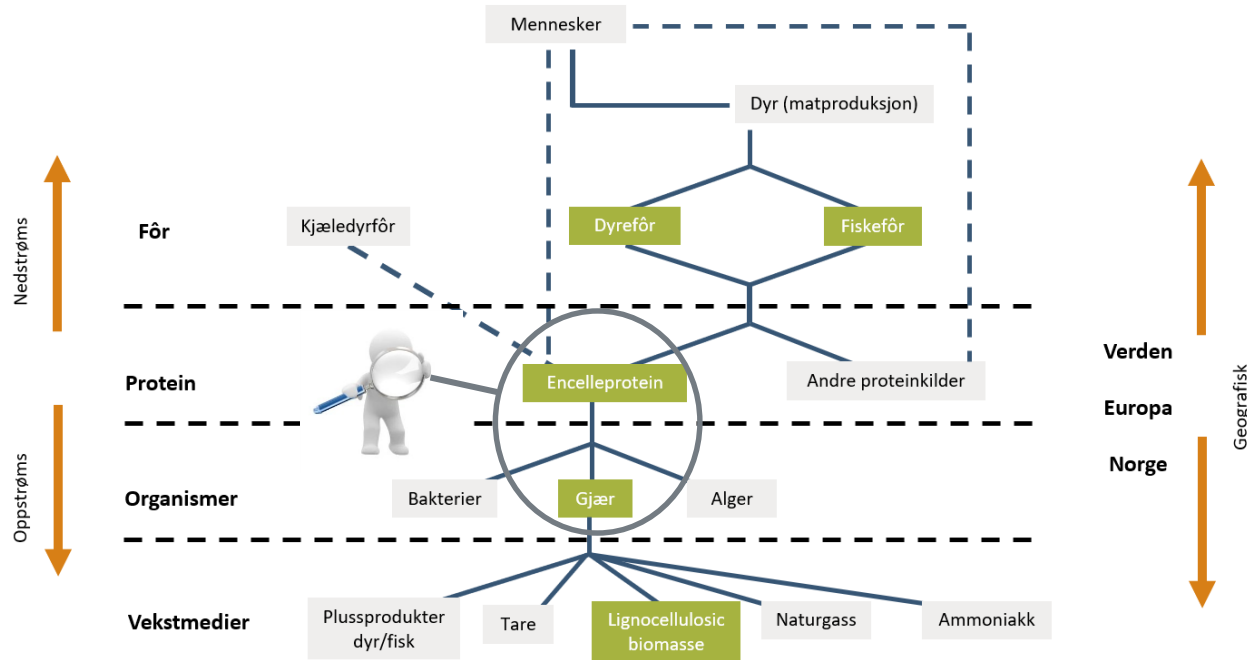 Mennesker
Dyr (matproduksjon)
Nedstrøms
Fôr
Kjæledyrfôr
Dyrefôr
Fiskefôr
Protein
Encelleprotein
Andre proteinkilder
Verden
Europa
Norge
Geografisk
Oppstrøms
Organismer
Bakterier
Gjær
Alger
Vekstmedier
Plussprodukter
dyr/fisk
Tare
Lignocellulosic
biomasse
Naturgass
Ammoniakk